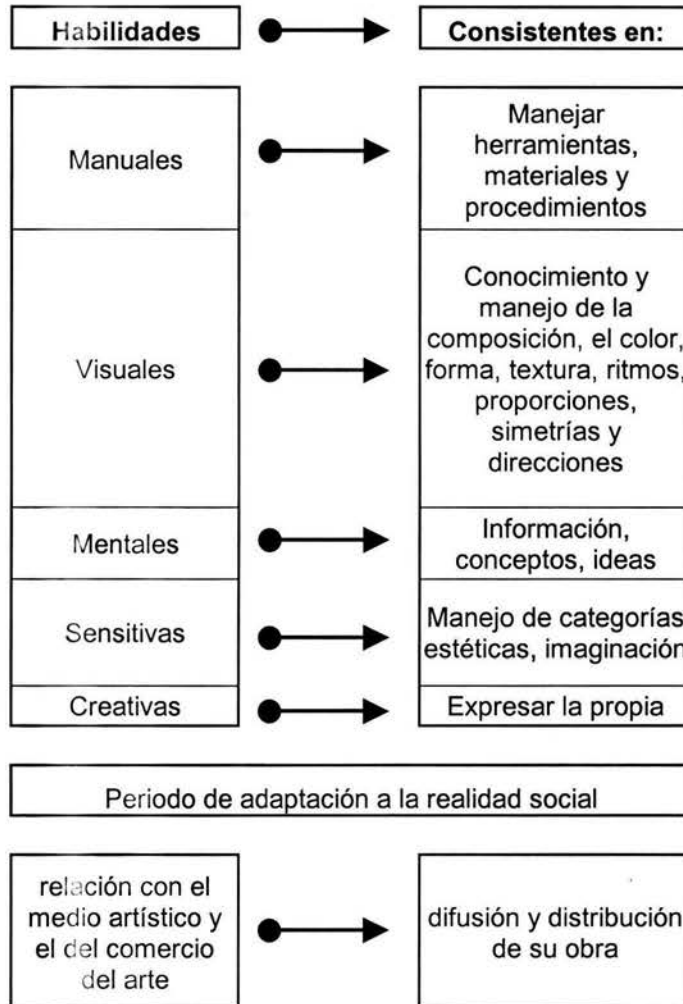 Habilidades
Consistentes en:
Manuales
Manejar
herramientas,
materiales y
procedimientos
Visuales
Conocimiento y
manejo de la
composición, el color,
forma, textura, ritmos,
proporciones,
simetrías y
direcciones
Mentales
Información,
conceptos, ideas
Sensitivas
Manejo de categorías
estéticas, imaginación
Creativas
Expresar la propia
Periodo de adaptación a la realidad social
relación con el
medio artístico y
el del comercio
del arte
difusión y distribución
de su obra